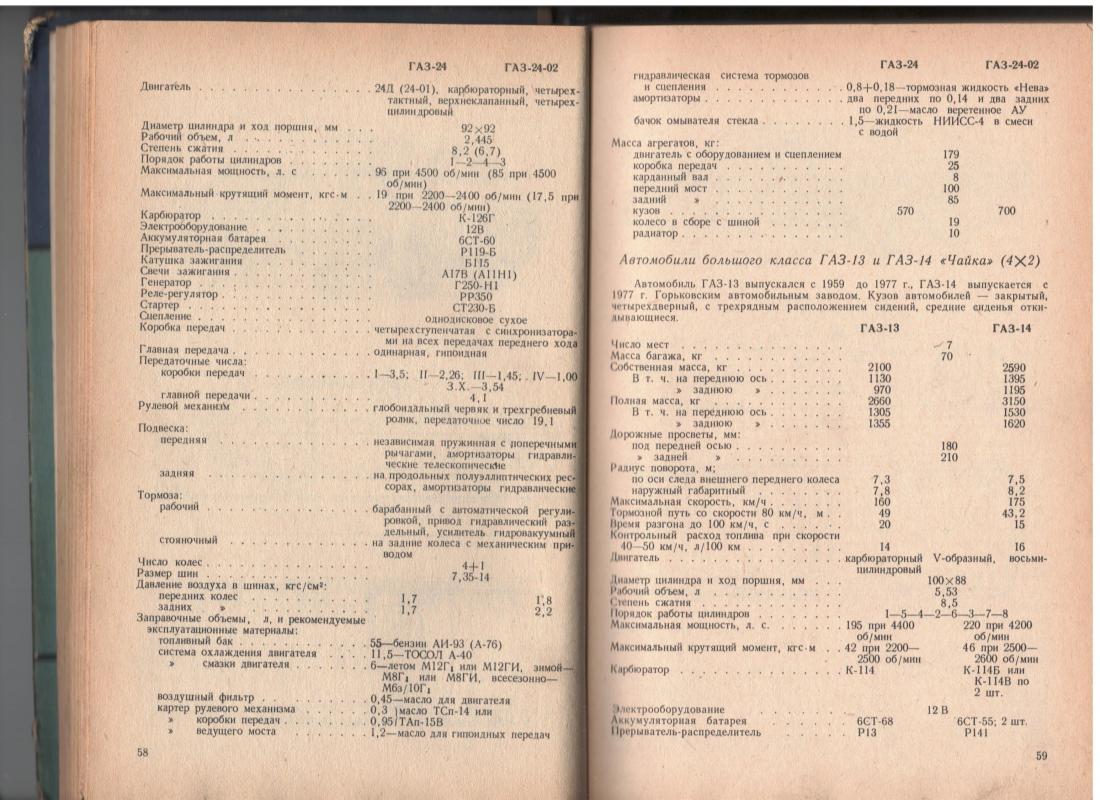 ГАЗ-24 ГАЗ-24-02
Двигатель . . . . . . . . . . . . . . . 24Д (24-01), карбюраторный, четырех-
тактный, верхнеклапанный, четырех-
цилиндровый
Диаметр цилиндра и ход поршня, мм . . . 92×92
Рабочий объем, л . . . . . . . . . . . 2,445
Степень сжатия . . . . . . . . . . . 8,2 (6,7)
Порядок работы цилиндров . . . . . . . . 1—2—4—3
Максимальная мощность, л. с . . . . . . . 95 при 4500 об/мин (85 при 4500
об/мин)
Максимальный крутящий момент, кгс·м . . 19 при 2200—2400 об/мин (17,5 при
2200—2400 об/мин)
Карбюратор . . . . . . . . . . . . . К-126Г
Электрооборудование . . . . . . . . . . 12В
Аккумуляторная батарея . . . . . . . . . 6СТ-60
Прерыватель-распределитель . . . . . . . Р119-Б
Катушка зажигания . . . . . . . . . . . Б115
Свечи зажигания . . . . . . . . . . . . А17В (А11Н1)
Генератор . . . . . . . . . . . . . . Г250-Н1
Реле-регулятор . . . . . . . . . . . . РР350
Стартер . . . . . . . . . . . . . . . СТ230-Б
Сцепление . . . . . . . . . . . . . . однодисковое сухое
Коробка передач . . . . . . . . . . . . четырехступенчатая с синхронизатора-
ми на всех передачах переднего хода
Главная передача . . . . . . . . . . . . одинарная, гипоидная
Передаточные числа:
коробки передач . . . . . . . . . . I—3,5; II—2,26; III—1,45; IV—1,00
З.Х.—3,54
главной передачи . . . . . . . . . . 4,1
Рулевой механизм . . . . . . . . . . . глобоидальный червяк и трехгребневый
ролик, передаточное число 19,1
Подвеска:
передняя . . . . . . . . . . . . . независимая пружинная с поперечными
рычагами, амортизаторы гидравли-
ческие телескопические
задняя . . . . . . . . . . . . . . на продольных полуэллиптических рес-
сорах, амортизаторы гидравлические
Тормоза:
рабочий . . . . . . . . . . . . . барабанный с автоматической регули-
ровкой, привод гидравлический раз-
дельный, усилитель гидровакуумный
стояночный . . . . . . . . . . . . на задние колеса с механическим при-
водом
Число колес . . . . . . . . . . . . . 4+1
Размер шин . . . . . . . . . . . . . 7,35-14
Давление воздуха в шинах, кгс/см²:
передних колес . . . . . . . . . . 1,7 1,8
задних » . . . . . . . . . . 1,7 2,2
Заправочные объемы, л, и рекомендуемые
эксплуатационные материалы:
топливный бак . . . . . . . . . . . 55—бензин АИ-93 (А-76)
система охлаждения двигателя . . . . . 11,5—ТОСОЛ А-40
» смазки двигателя . . . . . . . 6—летом М12Г₁ или М12ГИ, зимой—
М8Г₁ или М8ГИ, всесезонно—
М6з/10Г₁
воздушный фильтр . . . . . . . . . . 0,45—масло для двигателя
картер рулевого механизма . . . . . . 0,3 }масло ТСп-14 или
» коробки передач . . . . . . . . 0,95}ТАп-15В
» ведущего моста . . . . . . . . 1,2—масло для гипоидных передач
58
ГАЗ-24 ГАЗ-24-02
гидравлическая система тормозов
и сцепления . . . . . . . . . . . . 0,8+0,18—тормозная жидкость «Нева»
амортизаторы . . . . . . . . . . . . два передних по 0,14 и два задних
по 0,21—масло веретенное АУ
бачок омывателя стекла . . . . . . . . 1,5—жидкость НИИСС-4 в смеси
с водой
Масса агрегатов, кг:
двигатель с оборудованием и сцеплением 179
коробка передач . . . . . . . . . . 25
карданный вал . . . . . . . . . . . 8
передний мост . . . . . . . . . . . 100
задний » . . . . . . . . . . . 85
кузов . . . . . . . . . . . . . . 570 700
колесо в сборе с шиной . . . . . . . 19
радиатор . . . . . . . . . . . . . 10
Автомобили большого класса ГАЗ-13 и ГАЗ-14 «Чайка» (4×2)
Автомобиль ГАЗ-13 выпускался с 1959 до 1977 г., ГАЗ-14 выпускается с
1977 г. Горьковским автомобильным заводом. Кузов автомобилей — закрытый,
четырехдверный, с трехрядным расположением сидений, средние сиденья отки-
дывающиеся.
ГАЗ-13 ГАЗ-14
Число мест . . . . . . . . . . . . . 7
Масса багажа, кг . . . . . . . . . . . 70
Собственная масса, кг . . . . . . . . . 2100 2590
В т. ч. на переднюю ось . . . . . . . 1130 1395
» заднюю » . . . . . . . 970 1195
Полная масса, кг . . . . . . . . . . . 2660 3150
В т. ч. на переднюю ось . . . . . . . 1305 1530
» заднюю » . . . . . . . 1355 1620
Дорожные просветы, мм:
под передней осью . . . . . . . . . 180
» задней » . . . . . . . . . 210
Радиус поворота, м:
по оси следа внешнего переднего колеса 7,3 7,5
наружный габаритный . . . . . . . . 7,8 8,2
Максимальная скорость, км/ч . . . . . . . 160 175
Тормозной путь со скорости 80 км/ч, м . . 49 43,2
Время разгона до 100 км/ч, с . . . . . . 20 15
Контрольный расход топлива при скорости
40—50 км/ч, л/100 км . . . . . . . . 14 16
Двигатель . . . . . . . . . . . . . . карбюраторный V-образный, восьми-
цилиндровый
Диаметр цилиндра и ход поршня, мм . . . 100×88
Рабочий объем, л . . . . . . . . . . . 5,53
Степень сжатия . . . . . . . . . . . 8,5
Порядок работы цилиндров . . . . . . . . 1—5—4—2—6—3—7—8
Максимальная мощность, л. с. . . . . . . 195 при 4400 220 при 4200
об/мин об/мин
Максимальный крутящий момент, кгс·м . . 42 при 2200— 46 при 2500—
2500 об/мин 2600 об/мин
Карбюратор . . . . . . . . . . . . . К-114 К-114Б или
К-114В по
2 шт.
Электрооборудование . . . . . . . . . . 12 В
Аккумуляторная батарея . . . . . . . . . 6СТ-68 6СТ-55; 2 шт.
Прерыватель-распределитель . . . . . . . Р13 Р141
59